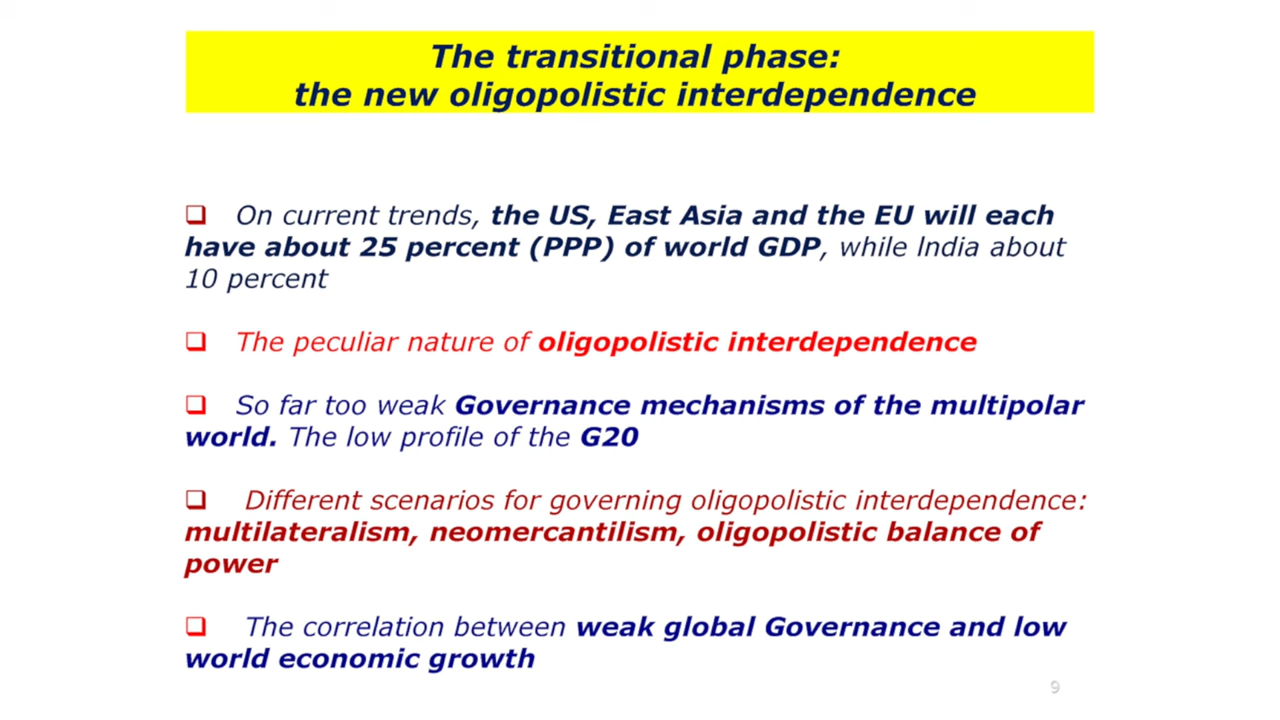 The transitional phase:
the new oligopolistic interdependence
❑ On current trends, the US, East Asia and the EU will each
have about 25 percent (PPP) of world GDP, while India about
10 percent
❑ The peculiar nature of oligopolistic interdependence
❑ So far too weak Governance mechanisms of the multipolar
world. The low profile of the G20
❑ Different scenarios for governing oligopolistic interdependence:
multilateralism, neomercantilism, oligopolistic balance of
power
❑ The correlation between weak global Governance and low
world economic growth
9